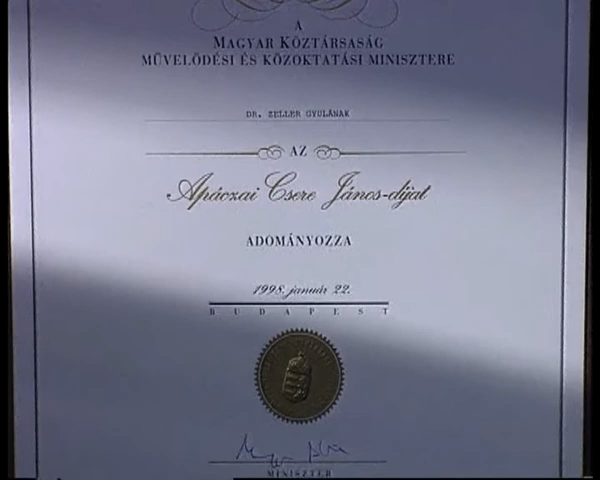 A
MAGYAR KÖZTÁRSASÁG
MŰVELŐDÉSI ÉS KÖZOKTATÁSI MINISZTERE
DR. ZELLER GYULÁNAK
AZ
Apáczai Csere János-díjat
ADOMÁNYOZZA
1998. január 22.
BUDAPEST
MINISZTER